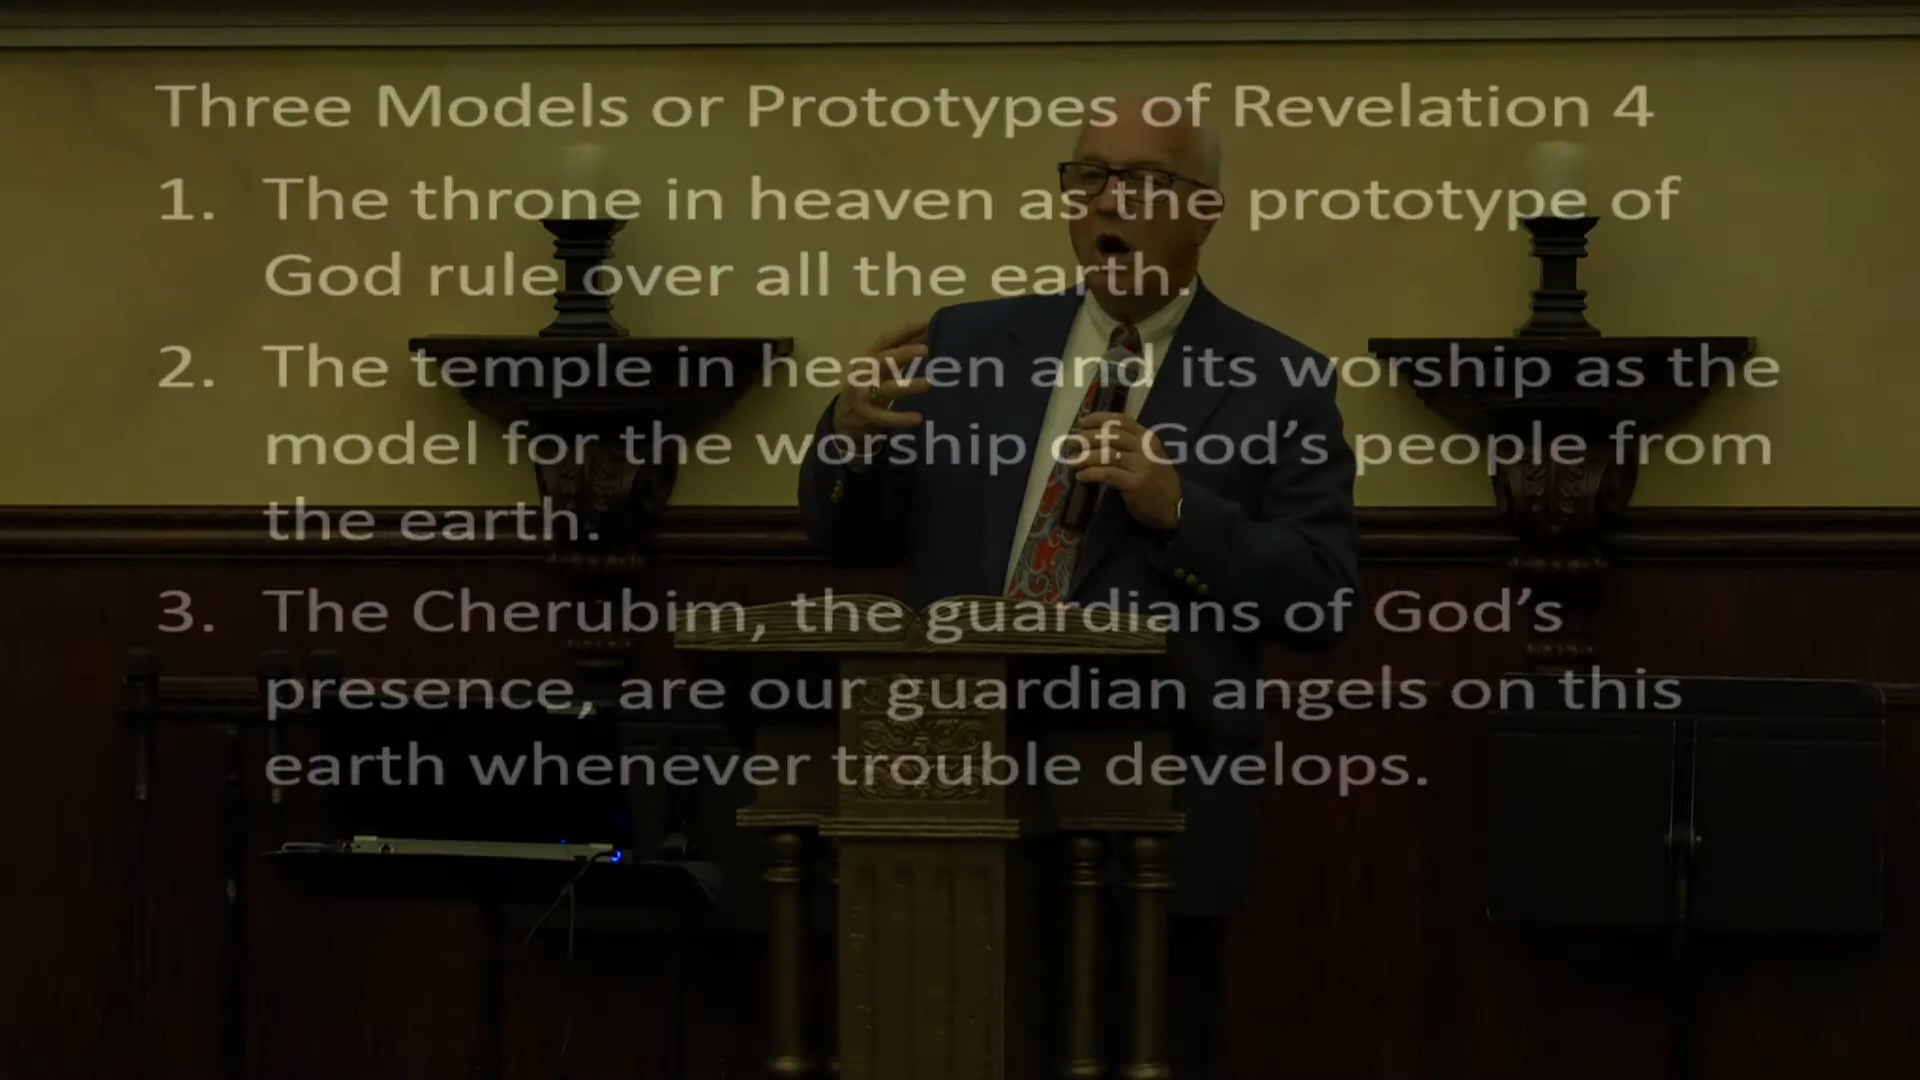 Three Models or Prototypes of Revelation 4
1. The throne in heaven as the prototype of
God rule over all the earth.
2. The temple in heaven and its worship as the
model for the worship of God’s people from
the earth.
3. The Cherubim, the guardians of God’s
presence, are our guardian angels on this
earth whenever trouble develops.